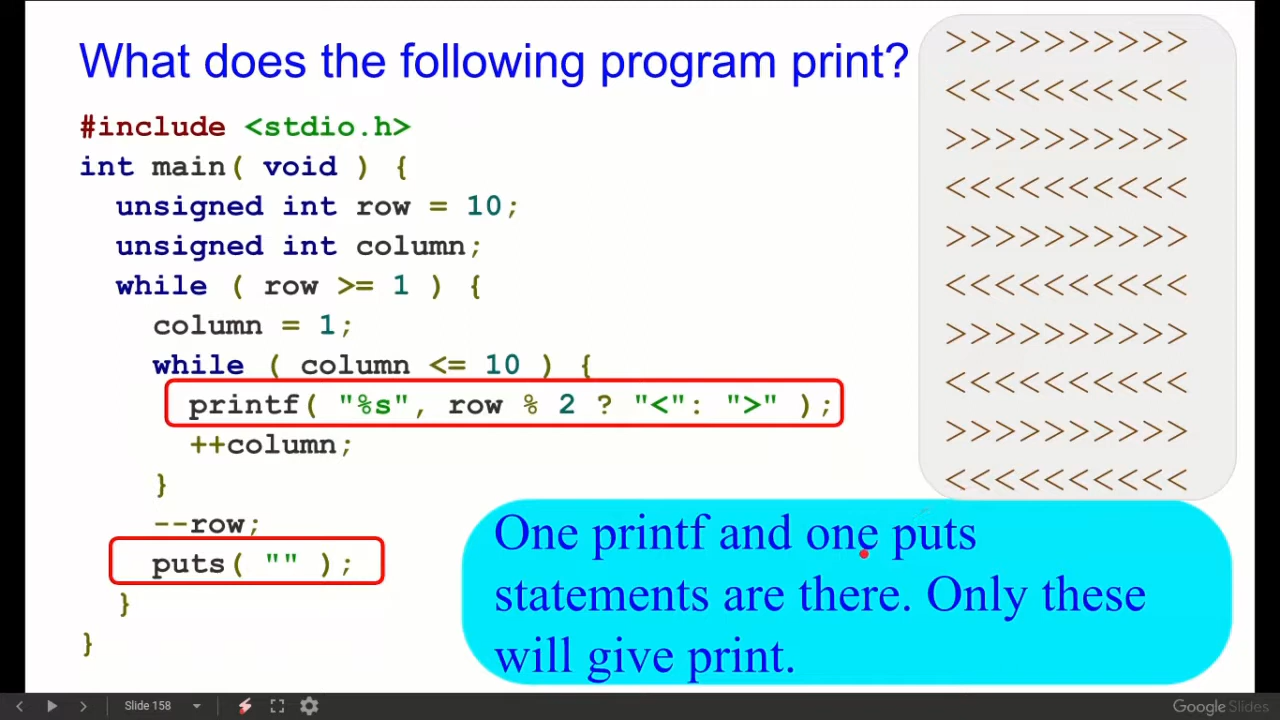 What does the following program print?
#include <stdio.h>
int main( void ) {
unsigned int row = 10;
unsigned int column;
while ( row >= 1 ) {
column = 1;
while ( column <= 10 ) {
printf( "%s", row % 2 ? "<": ">" );
++column;
}
--row;
puts( "" );
}
}
>>>>>>>>>>
<<<<<<<<<<
>>>>>>>>>>
<<<<<<<<<<
>>>>>>>>>>
<<<<<<<<<<
>>>>>>>>>>
<<<<<<<<<<
>>>>>>>>>>
<<<<<<<<<<
One printf and one puts
statements are there. Only these
will give print.
Slide 158
Google Slides